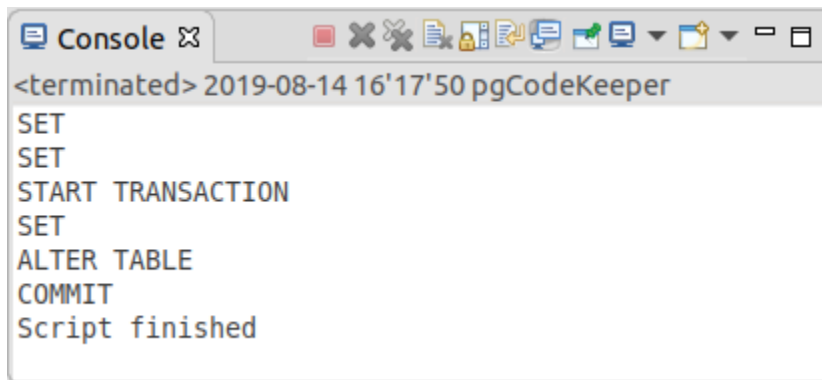 Console
<terminated> 2019-08-14 16'17'50 pgCodeKeeper
SET
SET
START TRANSACTION
SET
ALTER TABLE
COMMIT
Script finished